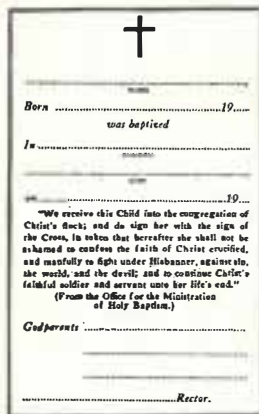 Born ........................19......
was baptized
In
19......
"We receive this Child into the congregation of
Christ's flock; and do sign her with the sign of
the Cross, in token that hereafter she shall not be
ashamed to confess the faith of Christ crucified,
and manfully to fight under His banner, against sin,
the world, and the devil; and to continue Christ's
faithful soldier and servant unto her life's end."
(From the Office for the Ministration
of Holy Baptism.)
Godparents ........................
........................Rector.